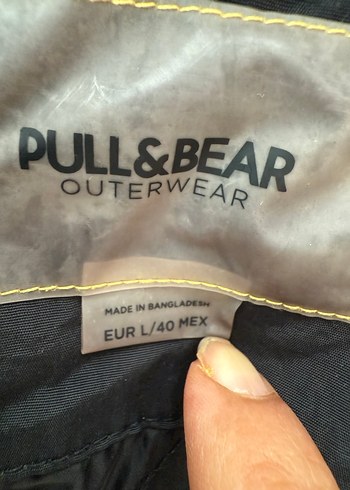 PULL&BEAR
OUTERWEAR
MADE IN BANGLADESH
EUR L/40 MEX